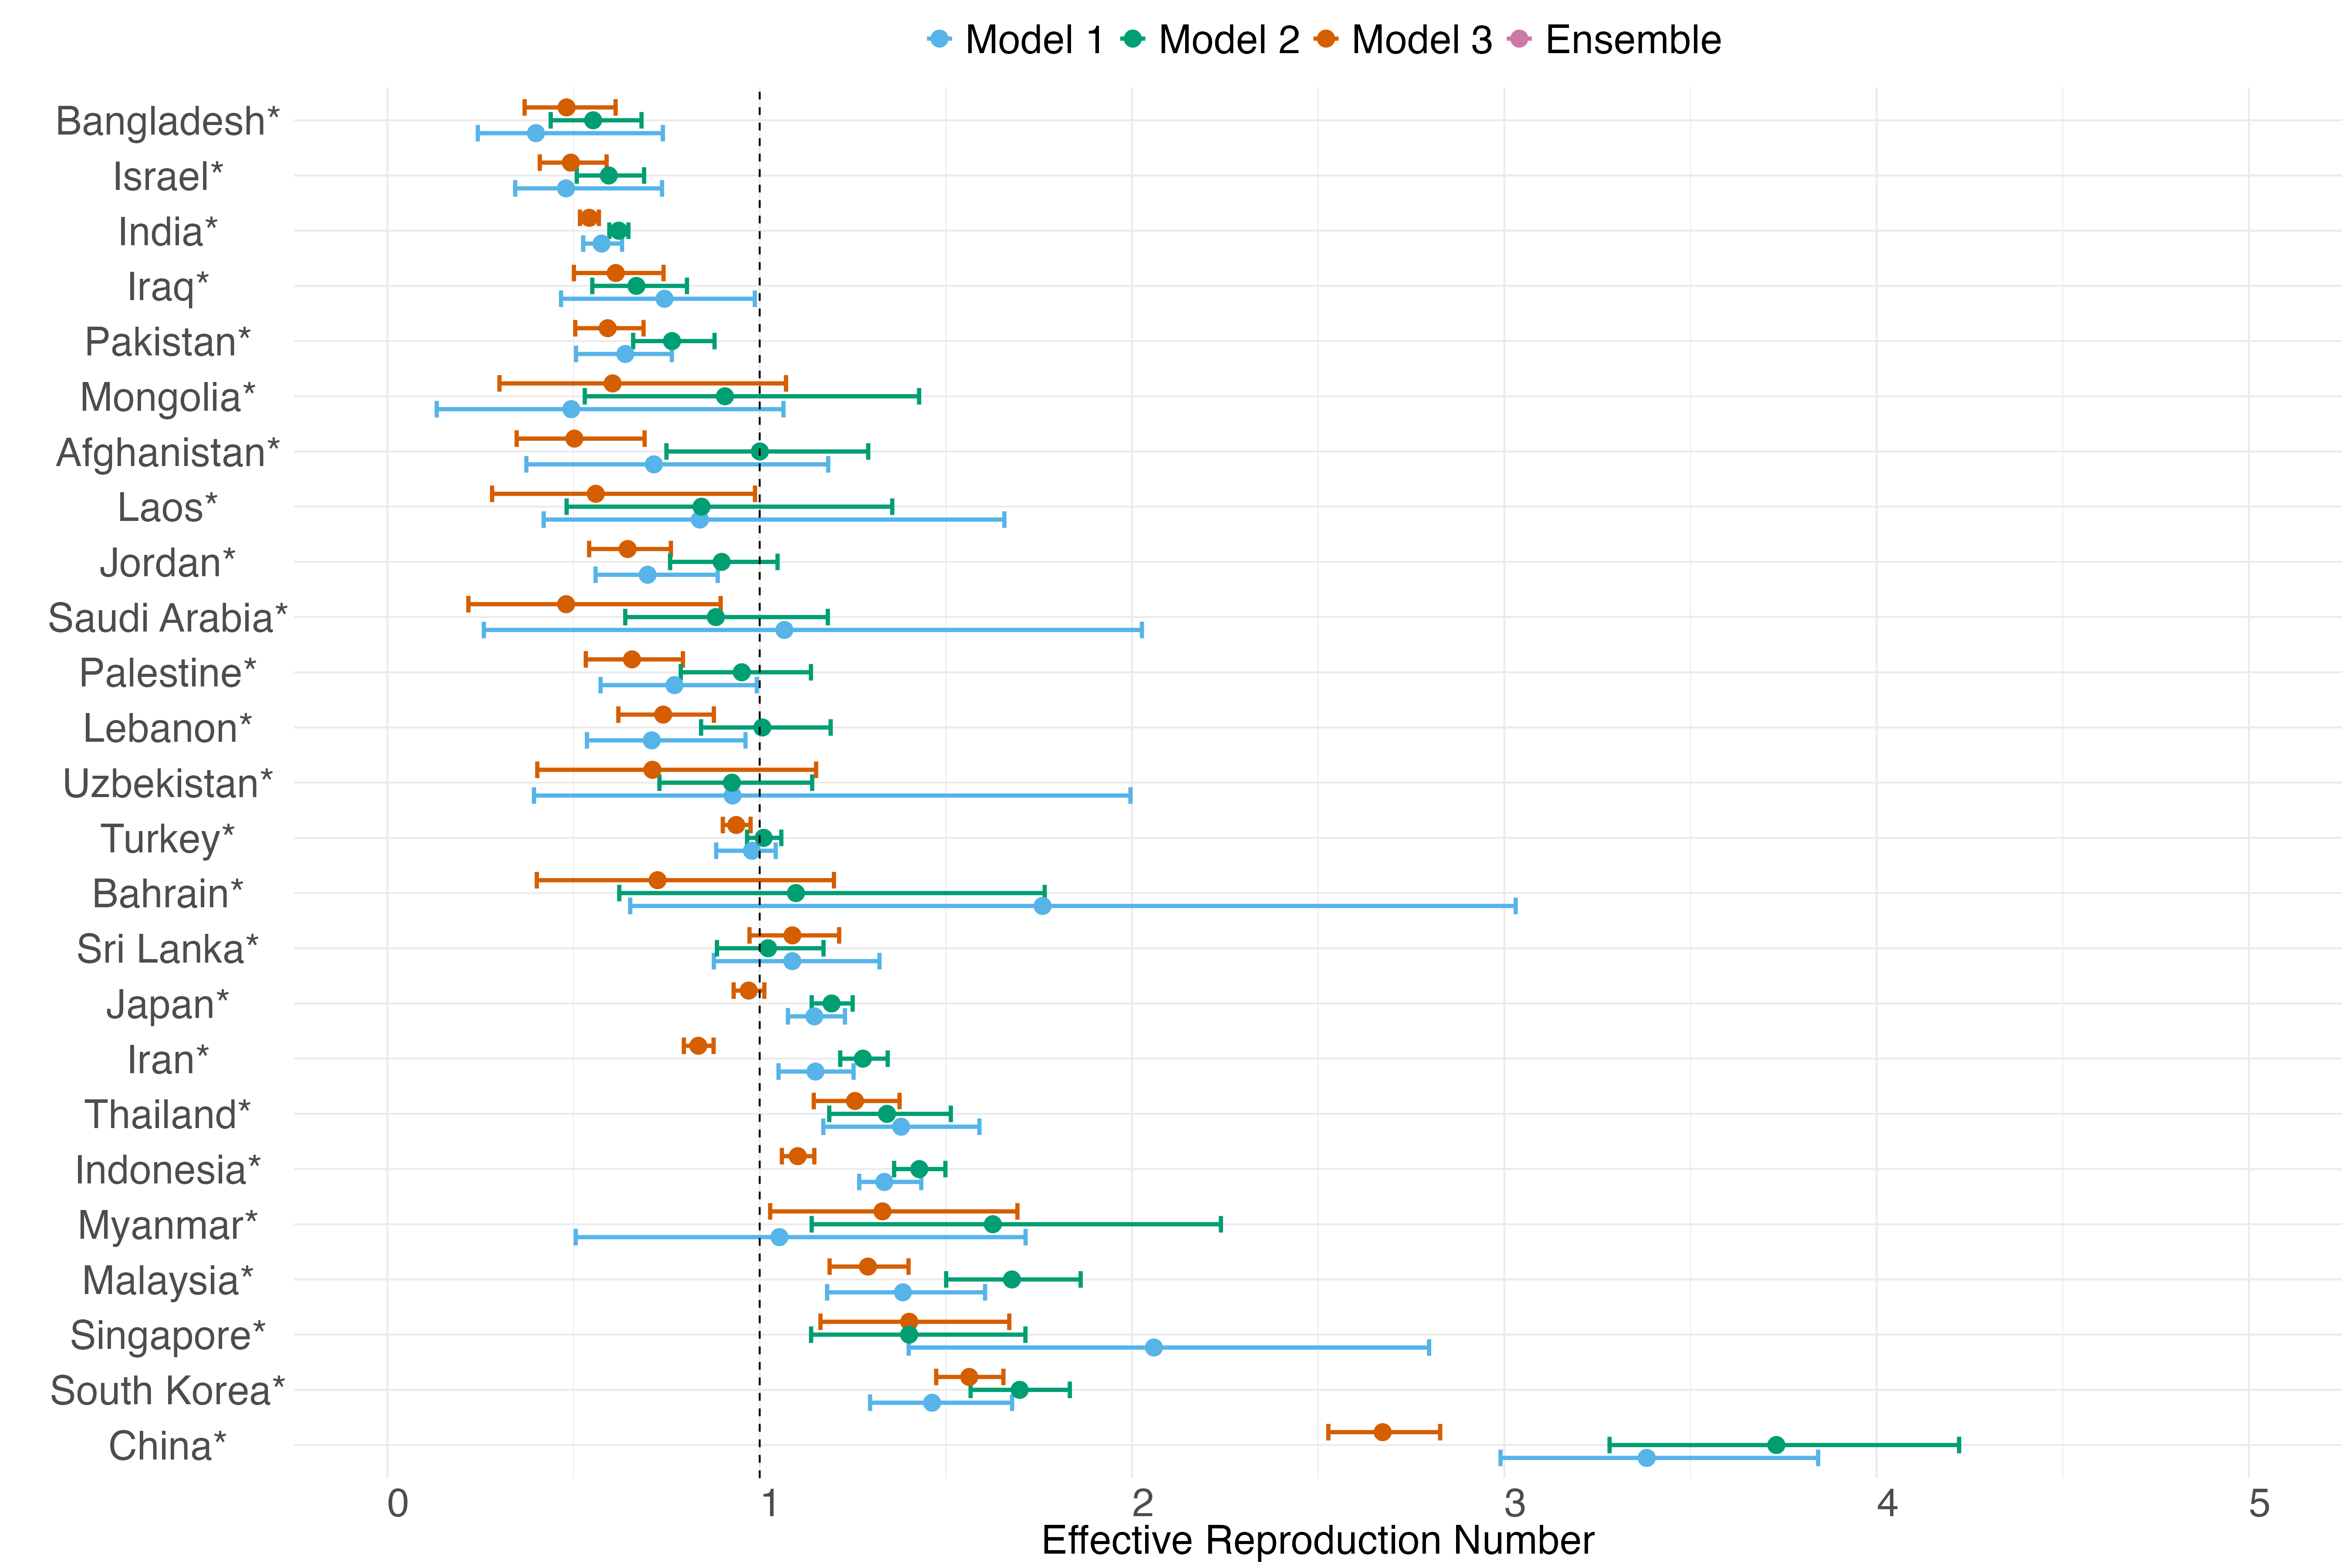 Model 1 Model 2 Model 3 Ensemble
Bangladesh*
Israel*
India*
Iraq*
Pakistan*
Mongolia*
Afghanistan*
Laos*
Jordan*
Saudi Arabia*
Palestine*
Lebanon*
Uzbekistan*
Turkey*
Bahrain*
Sri Lanka*
Japan*
Iran*
Thailand*
Indonesia*
Myanmar*
Malaysia*
Singapore*
South Korea*
China*
0 1 2 3 4 5
Effective Reproduction Number